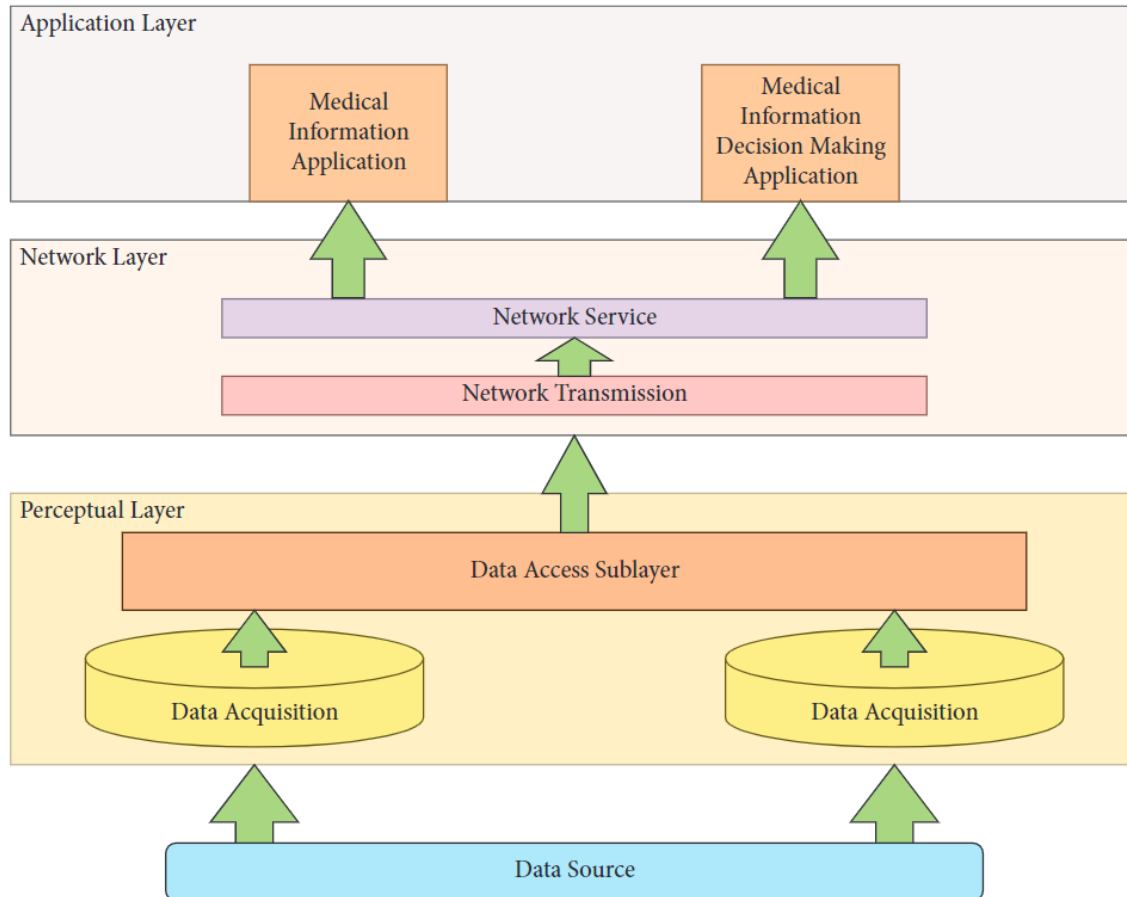 Application Layer
Medical
Information
Application
Medical
Information
Decision Making
Application
Network Layer
Network Service
Network Transmission
Perceptual Layer
Data Access Sublayer
Data Acquisition
Data Acquisition
Data Source